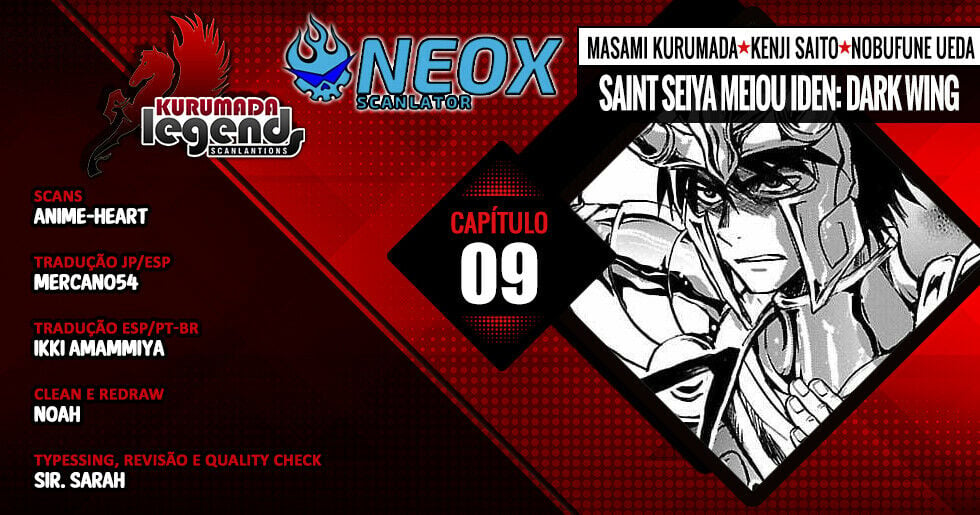 KURUMADA
legends
SCANLANTIONS
NEOX
SCANLATOR
MASAMI KURUMADA★KENJI SAITO★NOBUFUNE UEDA
SAINT SEIYA MEIOU IDEN: DARK WING
SCANS
ANIME-HEART
TRADUÇÃO JP/ESP
MERCANO54
TRADUÇÃO ESP/PT-BR
IKKI AMAMMIYA
CLEAN E REDRAW
NOAH
TYPESSING, REVISÃO E QUALITY CHECK
SIR. SARAH
CAPÍTULO
09